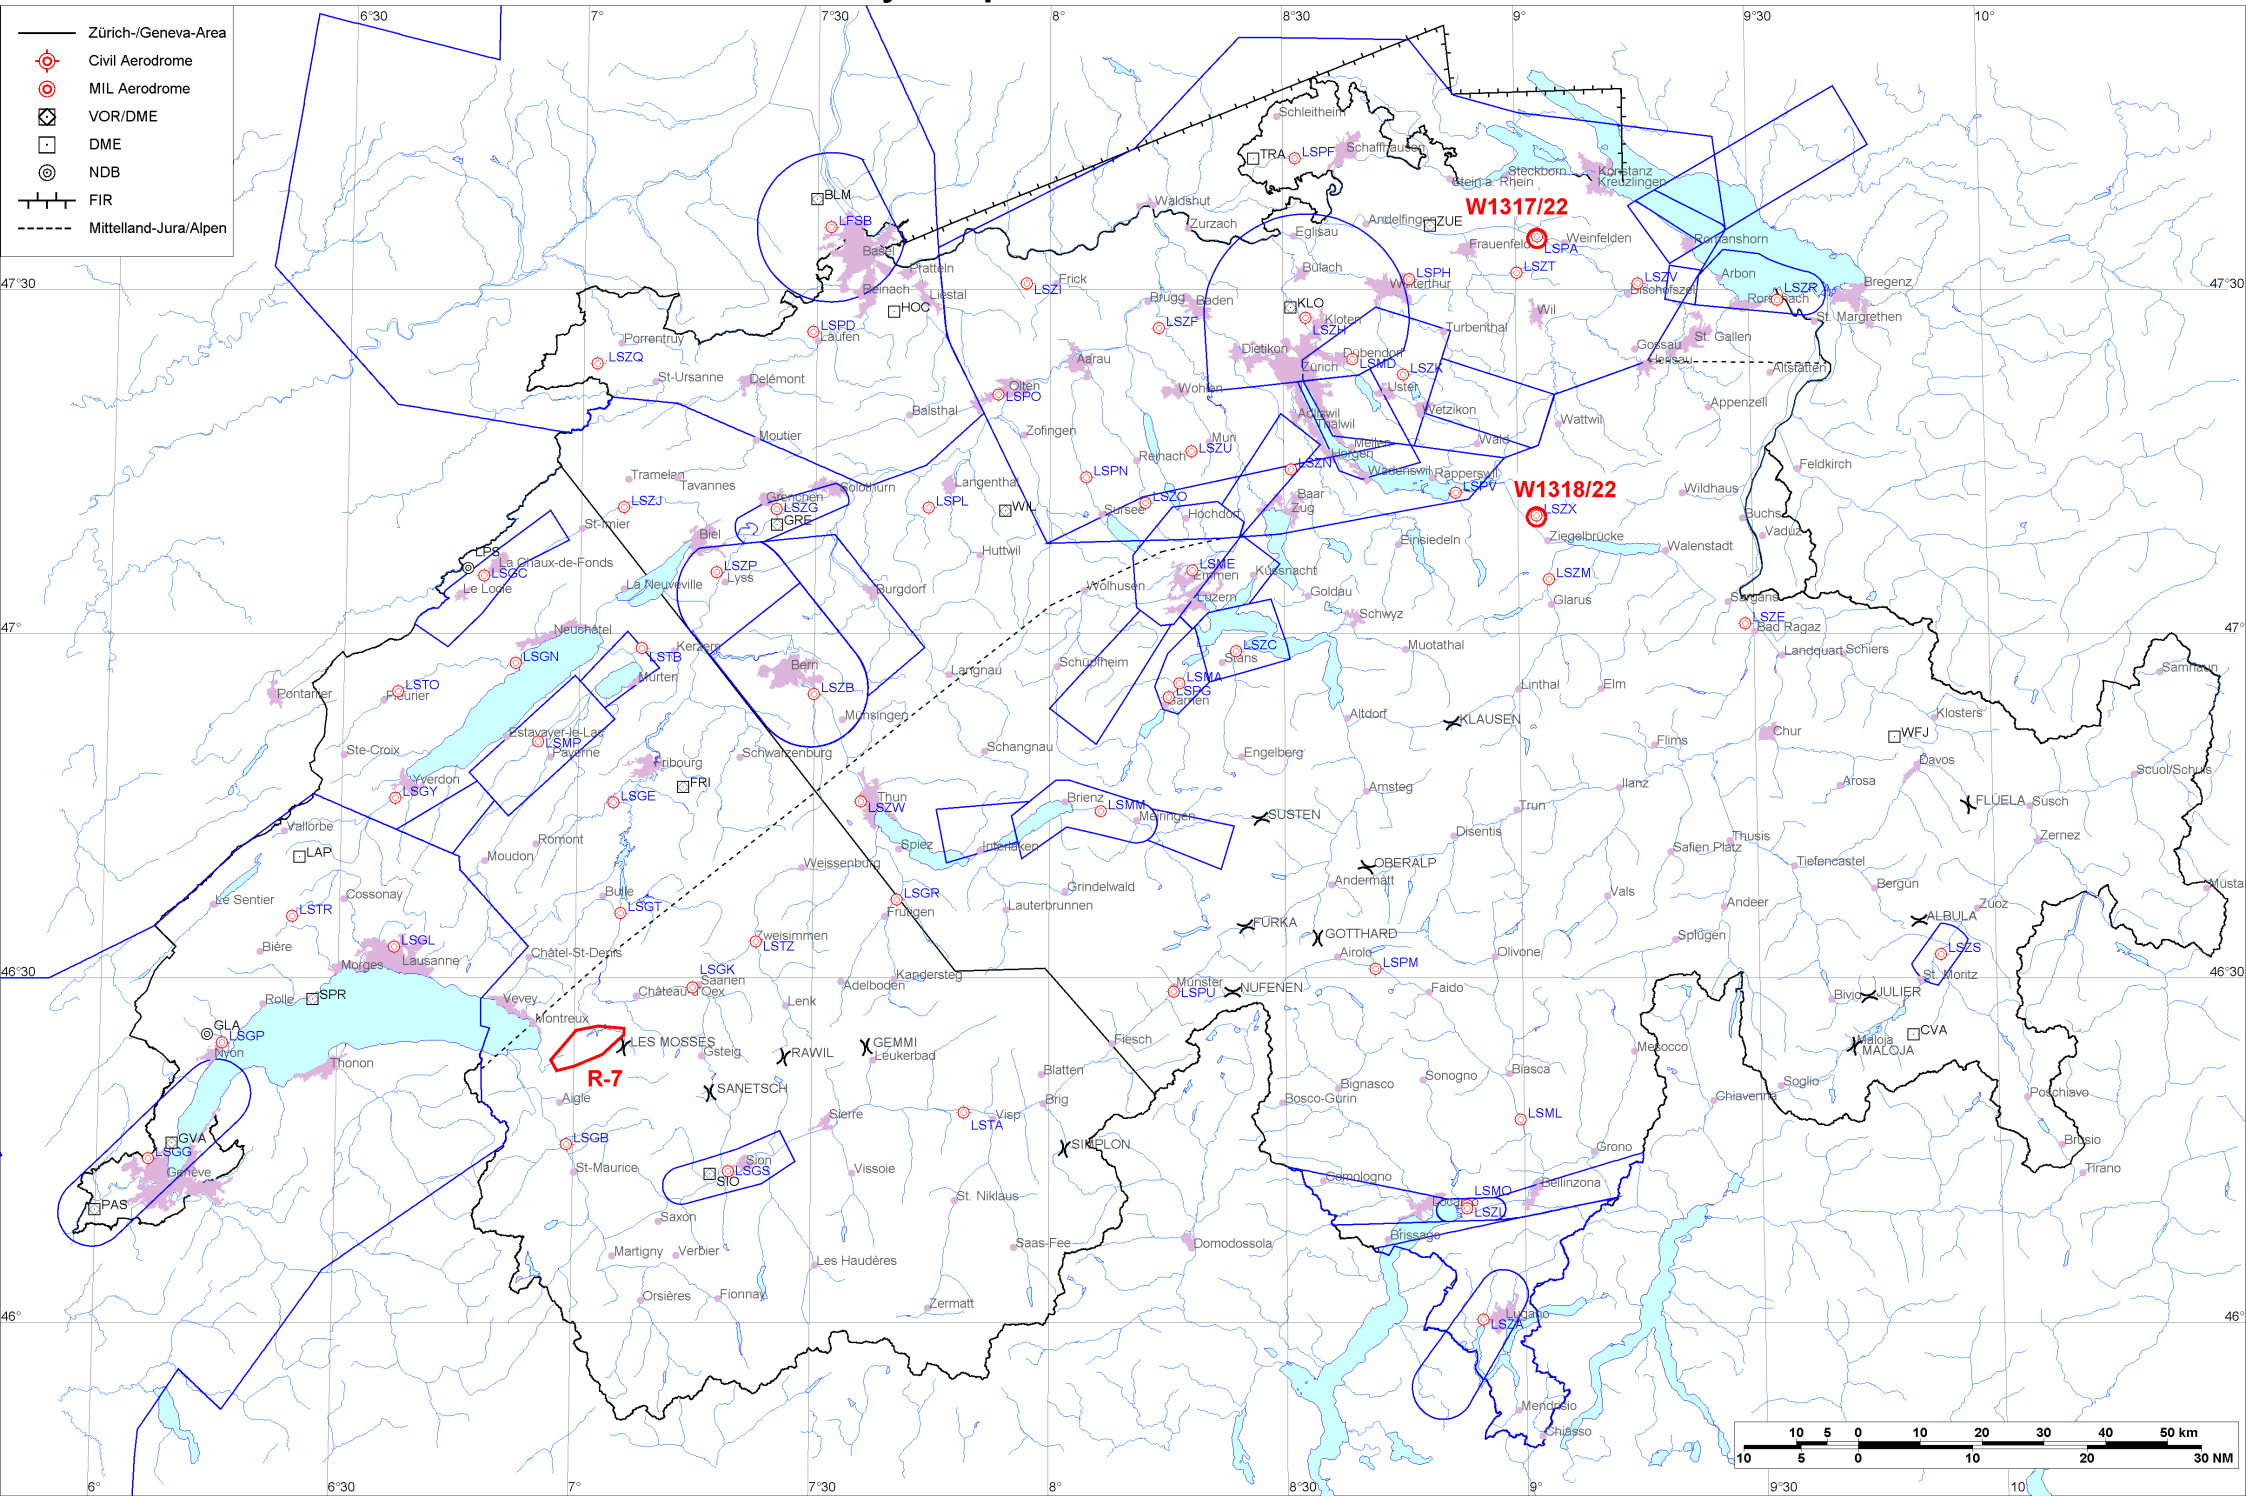 6°30
7°
7°30
8°
8°30
9°
9°30
10°
Zürich-/Geneva-Area
Civil Aerodrome
MIL Aerodrome
VOR/DME
DME
NDB
FIR
Mittelland-Jura/Alpen
Schleitheim
TRA
LSPF
Schaffhausen
Stein a. Rhein
Steckborn
Konstanz
Kreuzlingen
BLM
LFSB
Basel
Waldshut
Zurzach
Eglisau
Andelfingen
ZUE
W1317/22
LSPA
Weinfelden
Romanshorn
Frauenfeld
Pratteln
Reinach
Liestal
HOC
LSZI
Frick
Bülach
LSPH
Winterthur
LSZT
LSZV
Bischofszell
Arbon
LSZR
Rorschach
Bregenz
St. Margrethen
47°30
47°30
Brugg
Baden
LSZF
KLO
Kloten
LSZH
Wil
Turbenthal
St. Gallen
Gossau
Herisau
Altstätten
LSPD
Laufen
Porrentruy
LSZQ
St-Ursanne
Delémont
Aarau
Olten
LSPO
Dietikon
Zürich
Dübendorf
LSMD
LSZK
Uster
Wetzikon
Appenzell
Wattwil
Balsthal
Zofingen
Wohlen
Adliswil
Thalwil
Moutier
Muri
LSZU
Reinach
Meilen
Horgen
Wald
Tramelan
Tavannes
LSPN
LSZN
Wädenswil
Rapperswil
LSPV
Feldkirch
Wildhaus
Solothurn
Grenchen
LSZG
GRE
LSZJ
St-Imier
Langenthal
LSPL
WIL
LSZO
Sursee
Hochdorf
Baar
Zug
W1318/22
LSZX
Ziegelbrücke
Buchs
Vaduz
Walenstadt
Einsiedeln
Biel
LPS
La Chaux-de-Fonds
LSGC
Le Locle
LSZP
Lyss
La Neuveville
Huttwil
Burgdorf
Wolhusen
LSME
Emmen
Luzern
Küssnacht
Goldau
LSZM
Glarus
Sargans
Schwyz
LSZE
Bad Ragaz
47°
47°
Neuchâtel
LSGN
LSTB
Kerzers
Murten
Bern
LSZB
Langnau
Schüpfheim
LSZC
Stans
LSMA
LSPG
Sarnen
Muotathal
Landquart
Schiers
Samnaun
Linthal
Elm
LSTO
Fleurier
Pontarlier
Münsingen
Altdorf
KLAUSEN
Klosters
Ste-Croix
Estavayer-le-Lac
LSMP
Payerne
Schwarzenburg
Schangnau
Engelberg
Flims
Chur
WFJ
Davos
Fribourg
FRI
Yverdon
LSGY
LSGE
Thun
LSZW
Brienz
LSMM
Meiringen
SUSTEN
Amsteg
Trun
Ilanz
Arosa
Scuol/Schuls
FLÜELA
Susch
Zernez
Vallorbe
LAP
Romont
Moudon
Spiez
Interlaken
Weissenburg
OBERALP
Disentis
Thusis
Safien Platz
Tiefencastel
Andermatt
Grindelwald
Lauterbrunnen
Bergün
Müsta
Le Sentier
Cossonay
LSTR
Bulle
LSGT
LSGR
Frutigen
FURKA
GOTTHARD
Vals
Andeer
Zuoz
ALBULA
Bière
LSGL
Lausanne
Morges
Zweisimmen
LSTZ
Châtel-St-Denis
Airolo
LSPM
Olivone
Splügen
LSZS
St. Moritz
46°30
46°30
LSGK
Saanen
Château-d'Oex
Adelboden
Kandersteg
Münster
LSPU
NUFENEN
Faido
Bivio
JULIER
SPR
Rolle
Vevey
Montreux
Lenk
GLA
LSGP
Nyon
Thonon
LES MOSSES
Gsteig
RAWIL
GEMMI
Leukerbad
Fiesch
Mesocco
CVA
Maloja
MALOJA
R-7
SANETSCH
Aigle
Blatten
Brig
Bignasco
Sonogno
Biasca
Bosco-Gurin
Soglio
Chiavenna
Poschiavo
Sierre
LSTA
Visp
LSML
GVA
LSGG
Genève
LSGB
St-Maurice
Sion
LSGS
SIO
Vissoie
SIMPLON
Grono
Brusio
Tirano
PAS
St. Niklaus
Comologno
LSMO
Locarno
LSZL
Bellinzona
Saxon
Martigny
Verbier
Les Haudères
Saas-Fee
Domodossola
Brissago
Orsières
Fionnay
Zermatt
46°
46°
Lugano
LSZA
Mendrisio
Chiasso
10 5 0 10 20 30 40 50 km
10 5 0 10 20 30 NM
6°
6°30
7°
7°30
8°
8°30
9°
9°30
10°